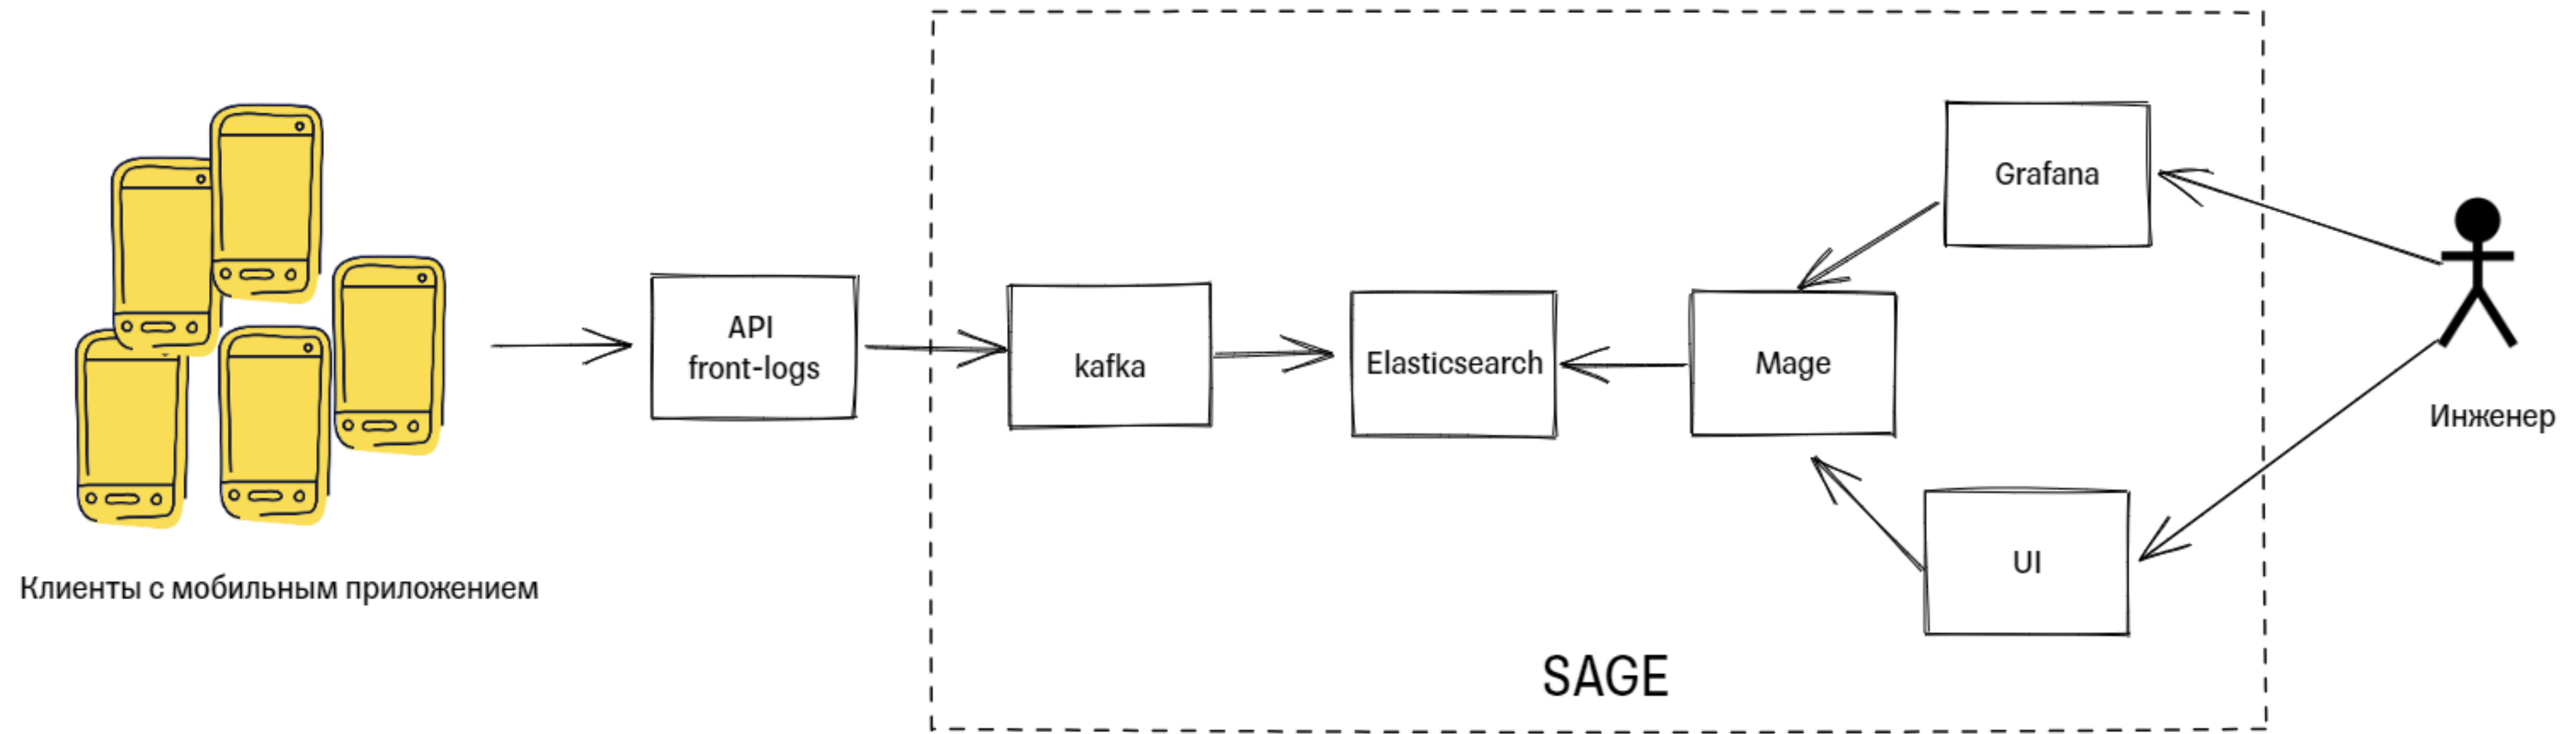 Клиенты с мобильным приложением
API
front-logs
kafka
Elasticsearch
Mage
Grafana
UI
SAGE
Инженер